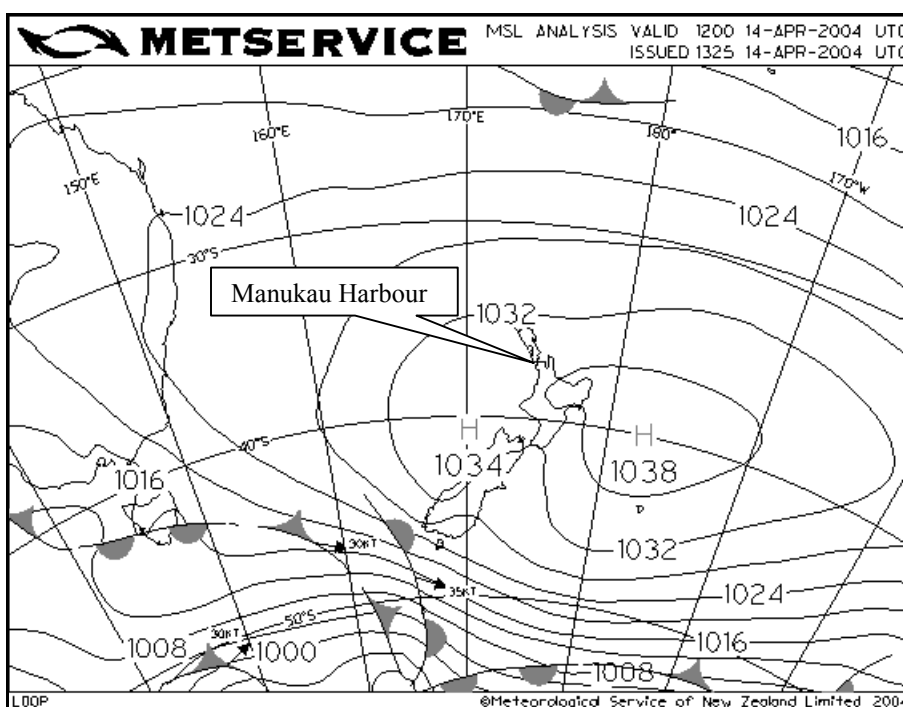 METSERVICE
MSL ANALYSIS VALID 1200 14-APR-2004 UTC
ISSUED 1325 14-APR-2004 UTC
170°E
160°E
180°
1016
150°E
170°W
1024
1024
30°S
Manukau Harbour
1032
40°S
H
H
1034
1038
1016
30KT
1032
35KT
1024
50°S
30KT
1016
1008
1000
1008
LOOP
©Meteorological Service of New Zealand Limited 2004